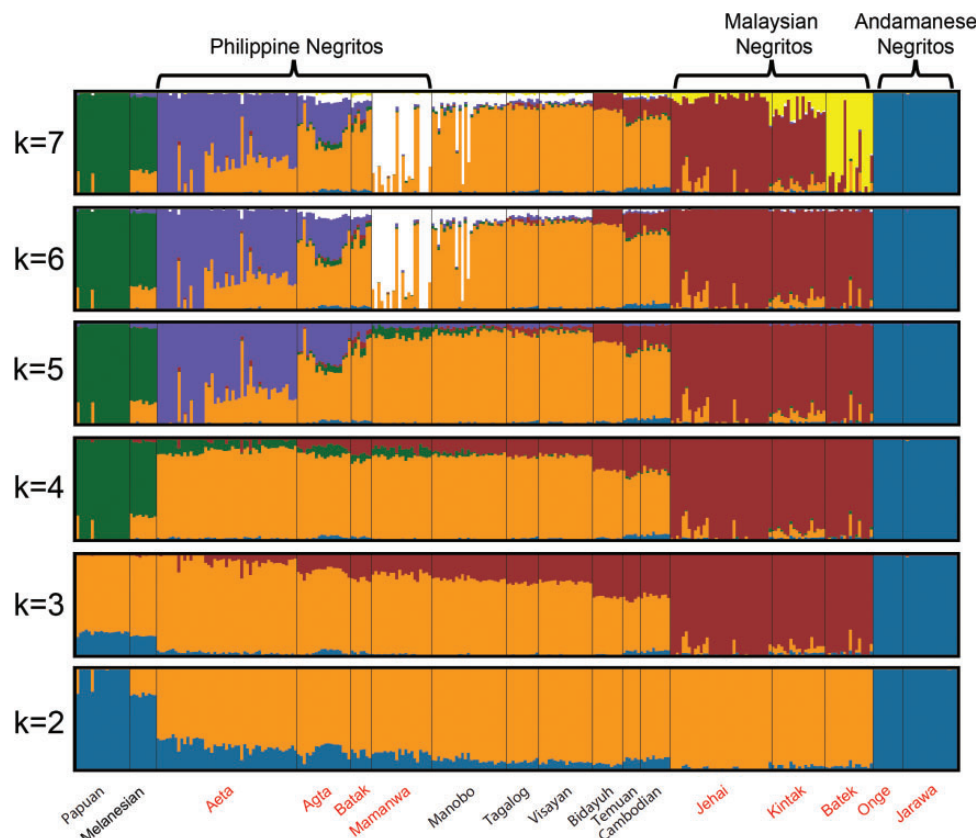 Philippine Negritos
Malaysian
Negritos
Andamanese
Negritos
k=7
k=6
k=5
k=4
k=3
k=2
Papuan
Melanesian
Aeta
Agta
Batak
Mamanwa
Manobo
Tagalog
Visayan
Bidayuh
Temuan
Cambodian
Jehai
Kintak
Batek
Onge
Jarawa